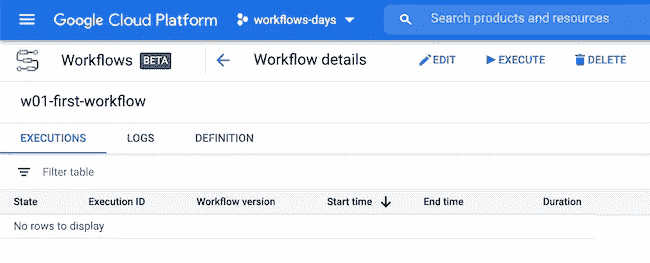 Google Cloud Platform workflows-days Search products and resources
Workflows BETA Workflow details EDIT EXECUTE DELETE
w01-first-workflow
EXECUTIONS LOGS DEFINITION
Filter table
State Execution ID Workflow version Start time End time Duration
No rows to display